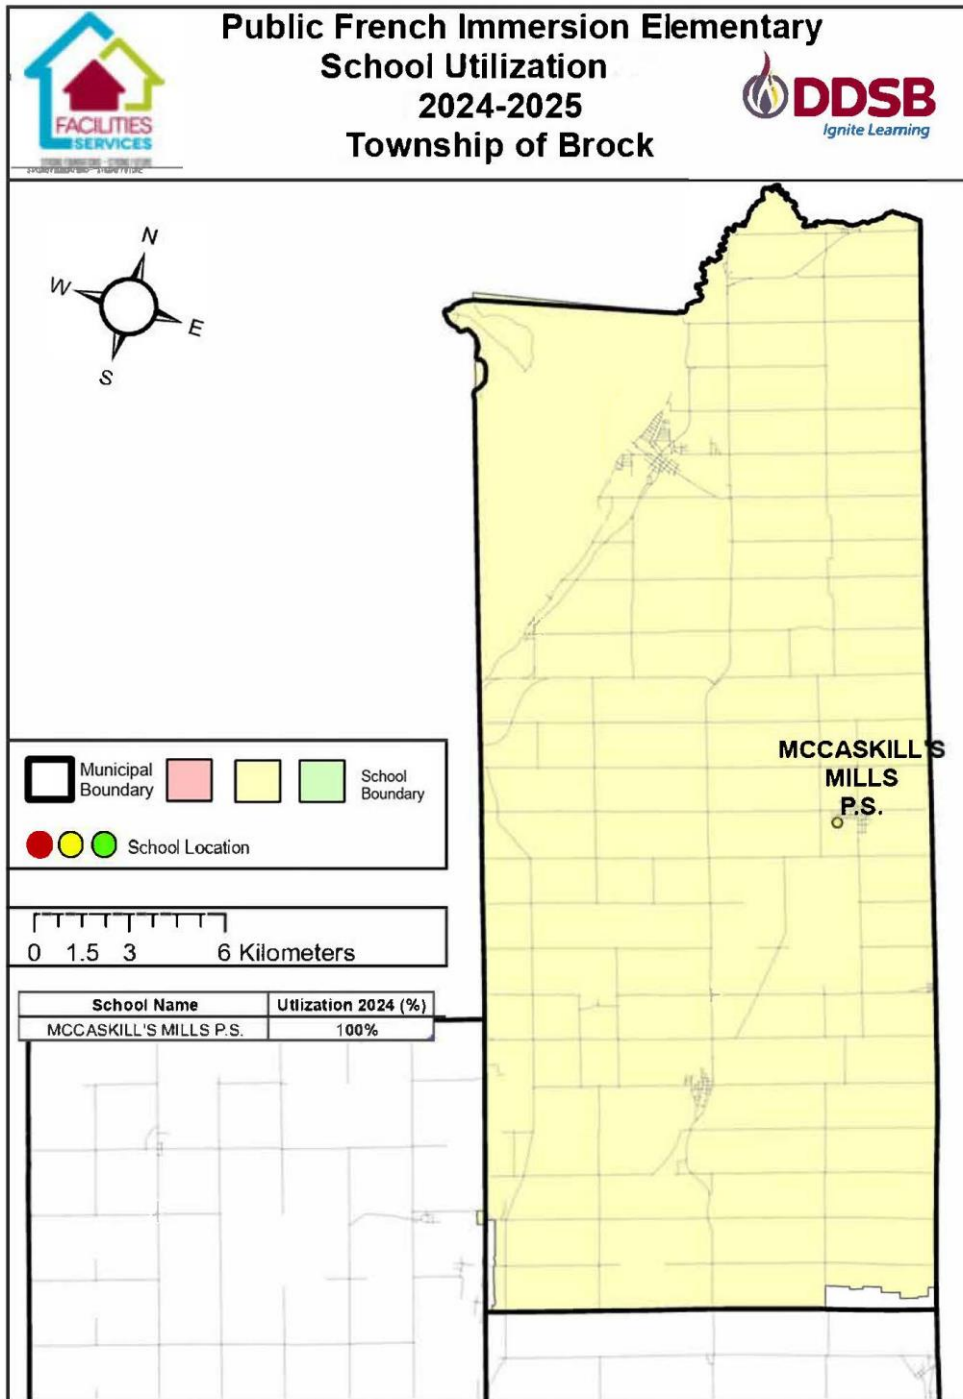 Public French Immersion Elementary
School Utilization
2024-2025
Township of Brock
FACILITIES
SERVICES
DDSB
Ignite Learning
N
W
E
S
MCCASKILL'S
MILLS
P.S.
Municipal
Boundary
School
Boundary
School Location
0 1.5 3 6 Kilometers
School Name Utlization 2024 (%)
MCCASKILL'S MILLS P.S. 100%